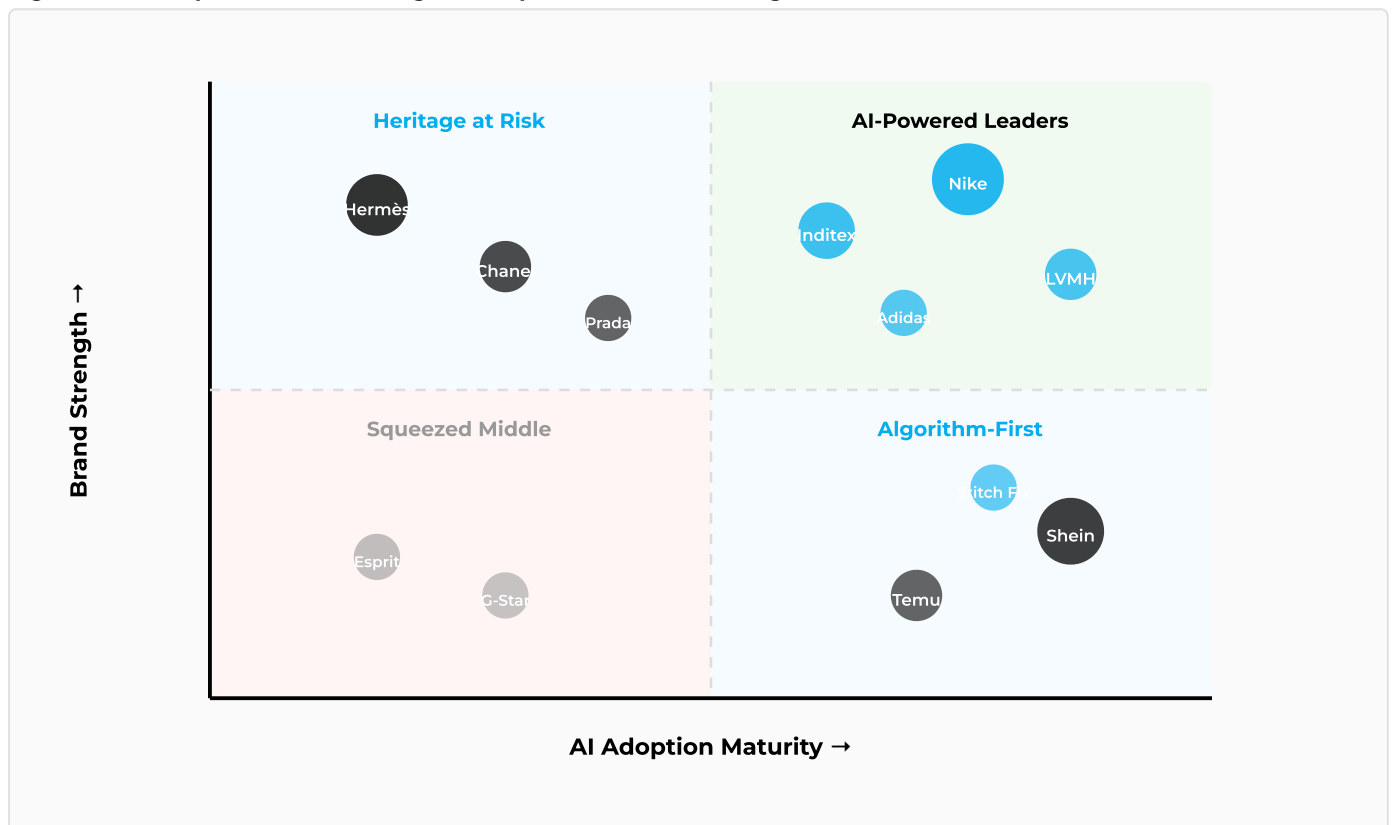 Heritage at Risk
AI-Powered Leaders
Nike
Hermès
Inditex
Chane
LVMH
Adidas
Prada
Brand Strength →
Squeezed Middle
Algorithm-First
Shein
Esprit
G-Star
Temu
AI Adoption Maturity →